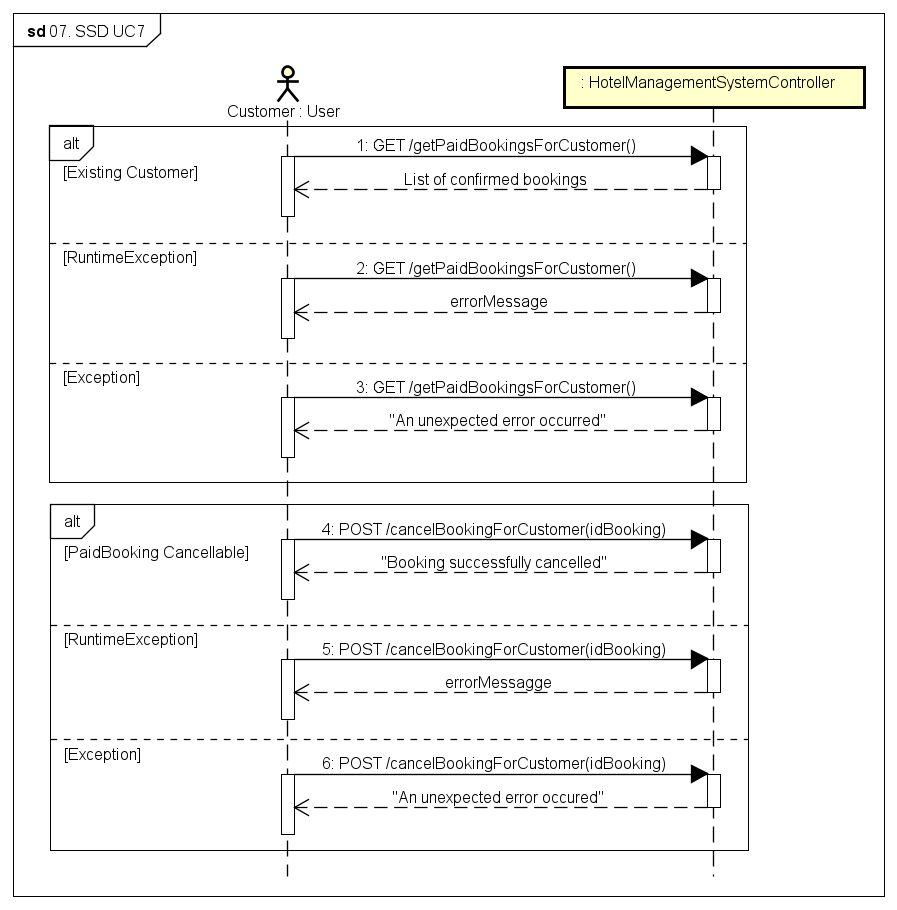 sd 07. SSD UC7
Customer : User
: HotelManagementSystemController
alt
[Existing Customer]
1: GET /getPaidBookingsForCustomer()
List of confirmed bookings
[RuntimeException]
2: GET /getPaidBookingsForCustomer()
errorMessage
[Exception]
3: GET /getPaidBookingsForCustomer()
"An unexpected error occurred"
alt
[PaidBooking Cancellable]
4: POST /cancelBookingForCustomer(idBooking)
"Booking successfully cancelled"
[RuntimeException]
5: POST /cancelBookingForCustomer(idBooking)
errorMessagge
[Exception]
6: POST /cancelBookingForCustomer(idBooking)
"An unexpected error occured"